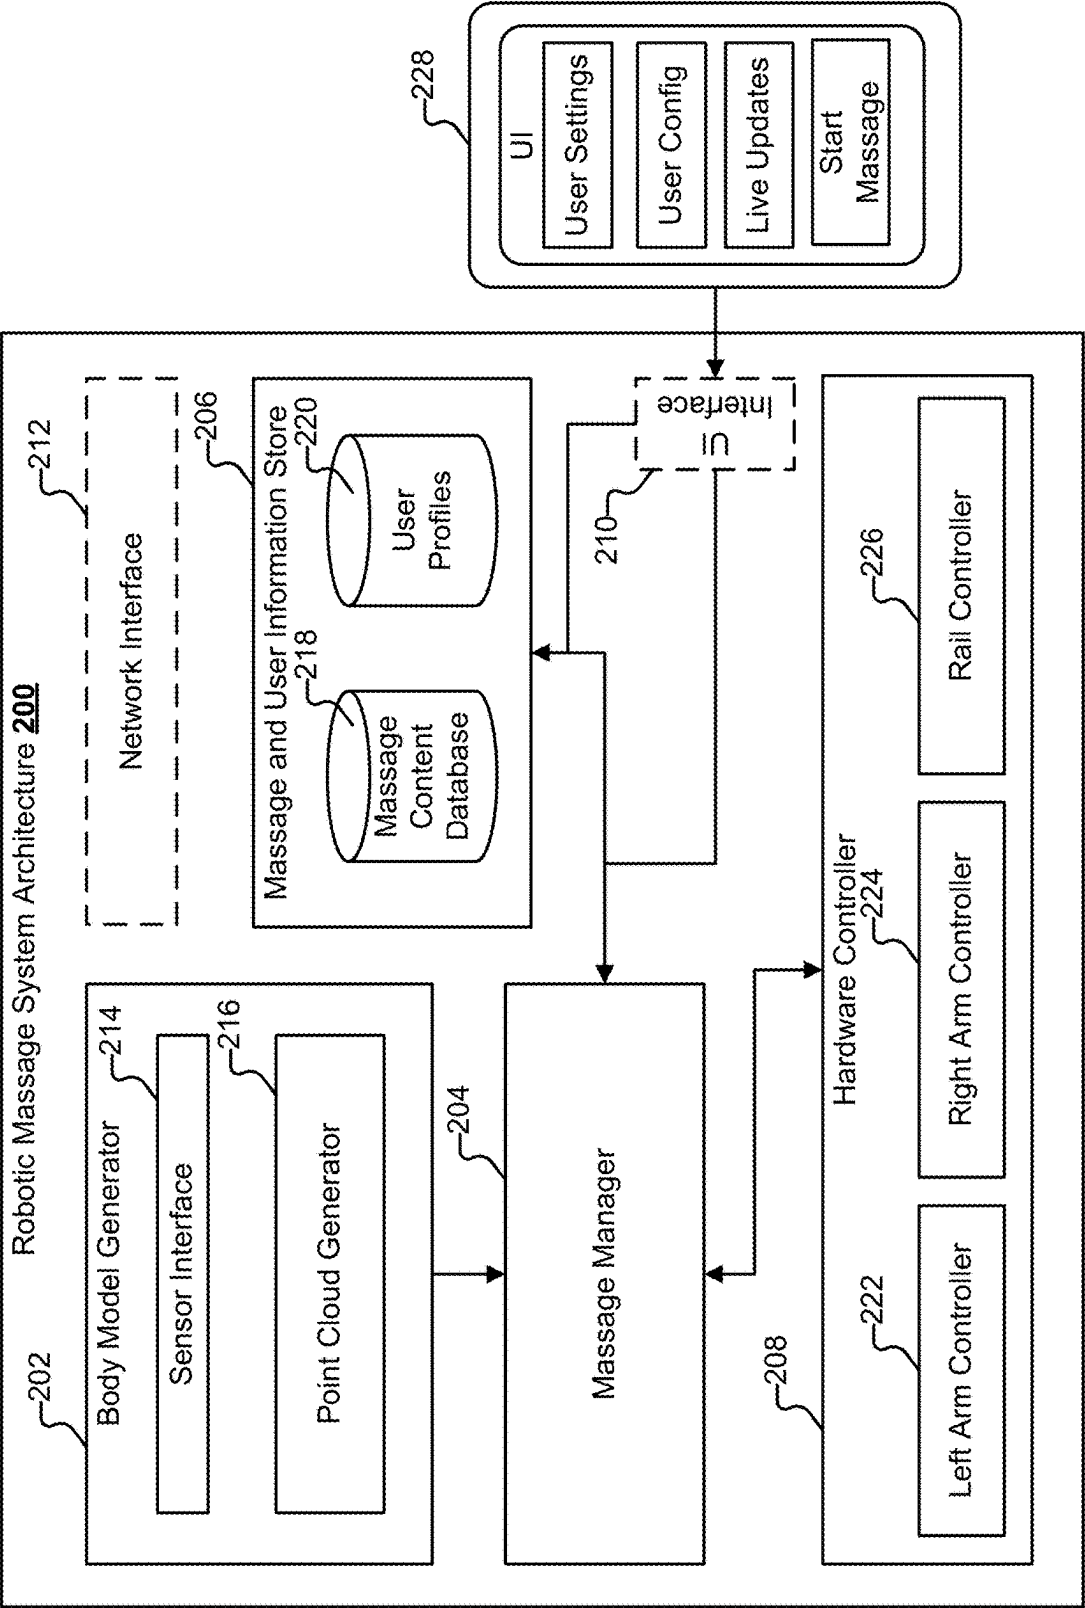 Robotic Massage System Architecture 200
202
Body Model Generator
214
Sensor Interface
216
Point Cloud Generator
212
Network Interface
206
Massage and User Information Store
218
Massage
Content
Database
220
User
Profiles
204
Massage Manager
210
UI
Interface
228
UI
User Settings
User Config
Live Updates
Start
Massage
208
Hardware Controller
222
Left Arm Controller
224
Right Arm Controller
226
Rail Controller